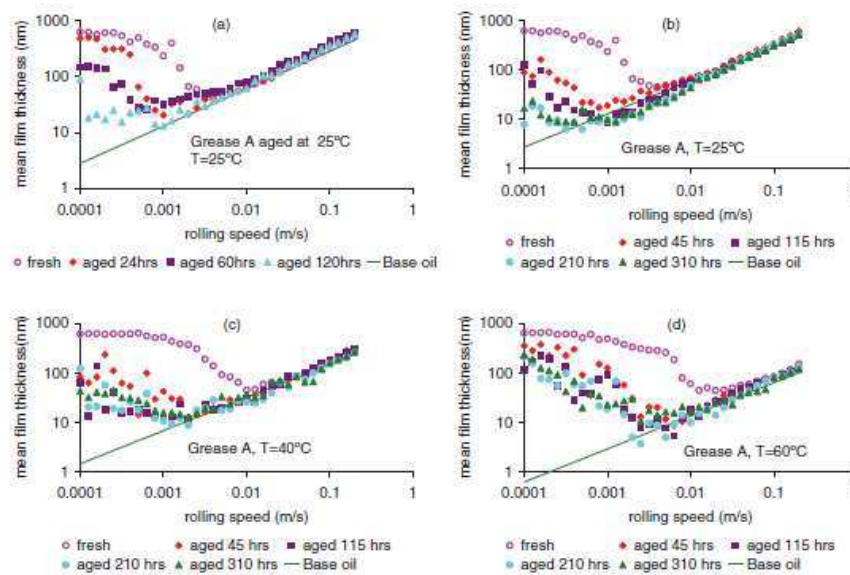 (a)
mean film thickness (nm)
1000
100
10
1
Grease A aged at 25ºC
T=25ºC
0.0001 0.001 0.01 0.1 1
rolling speed (m/s)
fresh aged 24hrs aged 60hrs aged 120hrs Base oil
(b)
mean film thickness (nm)
1000
100
10
1
Grease A, T=25ºC
0.0001 0.001 0.01 0.1
rolling speed (m/s)
fresh aged 45 hrs aged 115 hrs
aged 210 hrs aged 310 hrs Base oil
(c)
mean film thickness(nm)
1000
100
10
1
Grease A, T=40ºC
0.0001 0.001 0.01 0.1 1
rolling speed (m/s)
fresh aged 45 hrs aged 115 hrs
aged 210 hrs aged 310 hrs Base oil
(d)
mean film thickness(nm)
1000
100
10
1
Grease A, T=60ºC
0.0001 0.001 0.01 0.1
rolling speed (m/s)
fresh aged 45 hrs aged 115 hrs
aged 210 hrs aged 310 hrs Base oil